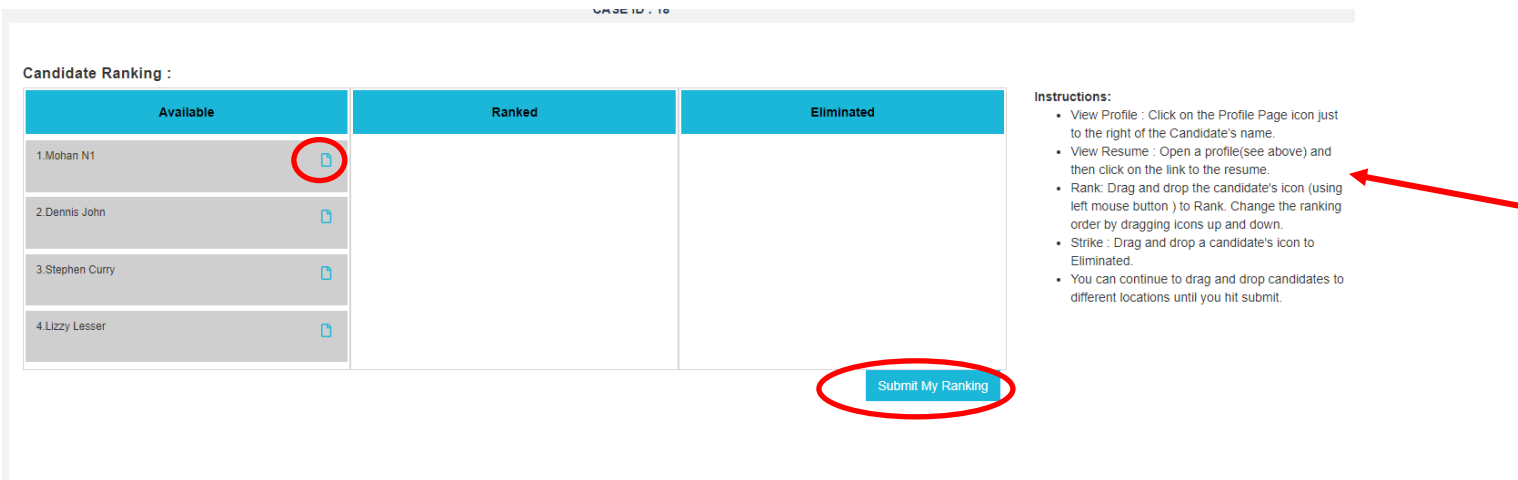 CASE ID : 18
Candidate Ranking :
Available
Ranked
Eliminated
1.Mohan N1
2.Dennis John
3.Stephen Curry
4.Lizzy Lesser
Submit My Ranking
Instructions:
• View Profile : Click on the Profile Page icon just
to the right of the Candidate's name.
• View Resume : Open a profile(see above) and
then click on the link to the resume.
• Rank: Drag and drop the candidate's icon (using
left mouse button ) to Rank. Change the ranking
order by dragging icons up and down.
• Strike : Drag and drop a candidate's icon to
Eliminated.
• You can continue to drag and drop candidates to
different locations until you hit submit.